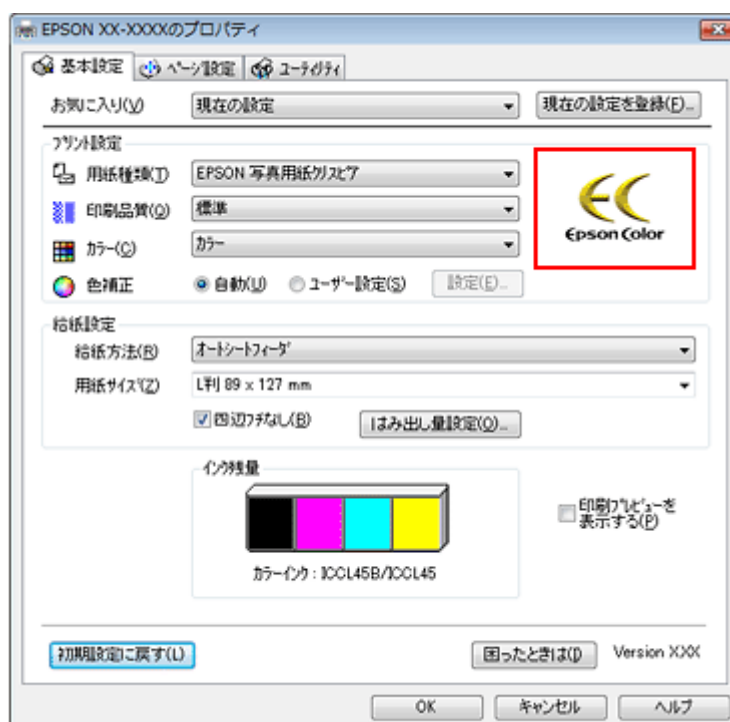 EPSON XX-XXXXのプロパティ
基本設定 ページ設定 ユーティリティ
お気に入り(V) 現在の設定 現在の設定を登録(F)...
プリント設定
用紙種類(T) EPSON 写真用紙クリスピア
印刷品質(Q) 標準
カラー(C) カラー
EC
Epson Color
色補正 自動(U) ユーザー設定(S) 設定(E)...
給紙設定
給紙方法(R) オートシートフィーダ
用紙サイズ(Z) L判 89 x 127 mm
四辺フチなし(B) はみ出し量設定(O)...
インク残量
カラーインク : ICCL45B/ICCL45
印刷プレビューを
表示する(P)
初期設定に戻す(L) 困ったときは(I) Version X.XX
OK キャンセル ヘルプ